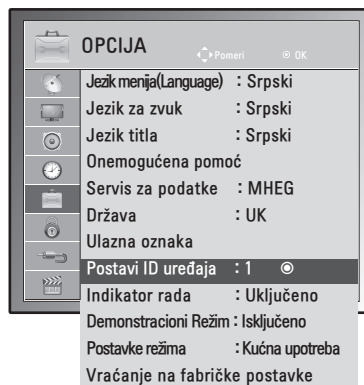 OPCIJA
Pomeri OK
Jezik menija(Language) : Srpski
Jezik za zvuk : Srpski
Jezik titla : Srpski
Onemogućena pomoć
Servis za podatke : MHEG
Država : UK
Ulazna oznaka
Postavi ID uređaja : 1
Indikator rada : Uključeno
Demonstracioni Režim : Isključeno
Postavke režima : Kućna upotreba
Vraćanje na fabričke postavke